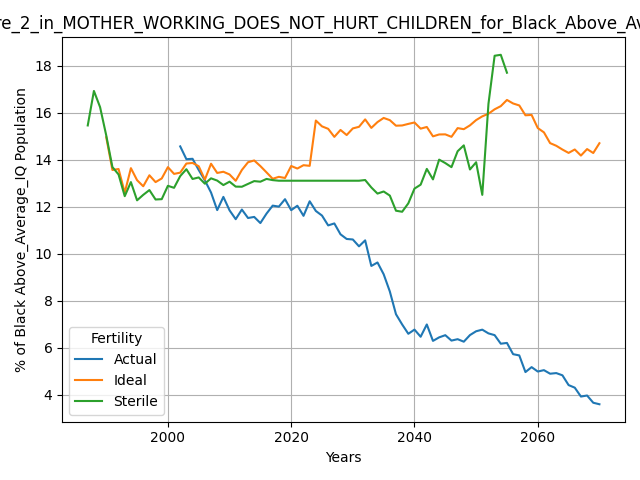 re_2_in_MOTHER_WORKING_DOES_NOT_HURT_CHILDREN_for_Black_Above_Av
% of Black Above_Average_IQ Population
18
16
14
12
10
8
6
4
Fertility
Actual
Ideal
Sterile
2000
2020
2040
2060
Years